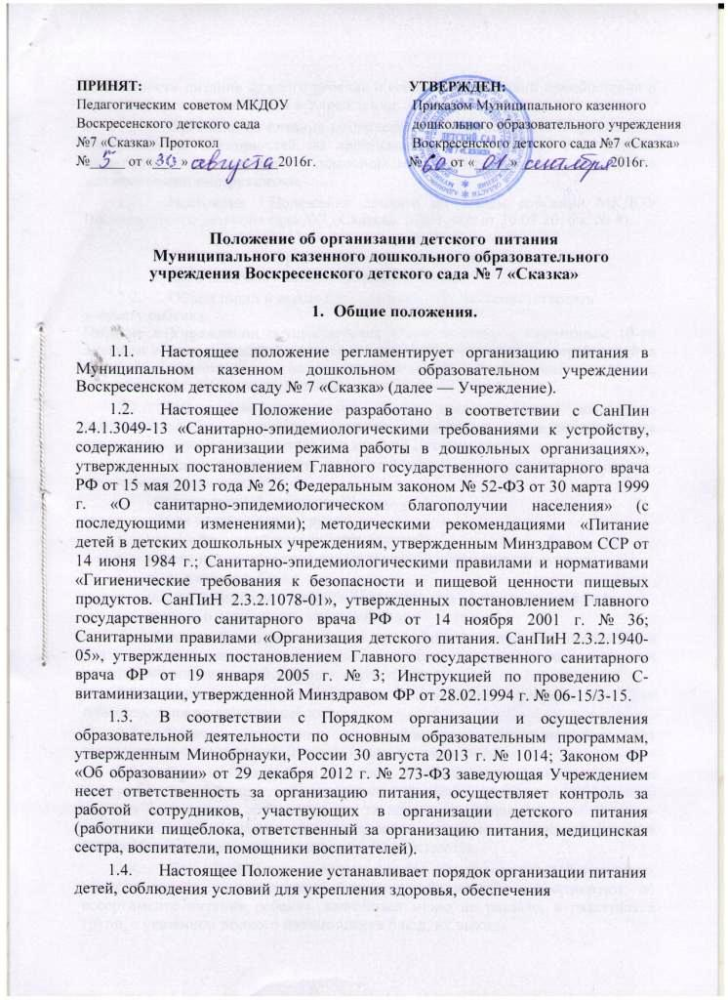 ПРИНЯТ:
Педагогическим советом МКДОУ
Воскресенского детского сада
№7 «Сказка» Протокол
№ 5 от « 30 » августа 2016г.
УТВЕРЖДЕН:
Приказом Муниципального казенного
дошкольного образовательного учреждения
Воскресенского детского сада №7 «Сказка»
№ 60 от « 01 » сентября 2016г.
ДЕТСКИЙ САД
Положение об организации детского питания
Муниципального казенного дошкольного образовательного
учреждения Воскресенского детского сада № 7 «Сказка»
1. Общие положения.
1.1. Настоящее положение регламентирует организацию питания в
Муниципальном казенном дошкольном образовательном учреждении
Воскресенском детском саду № 7 «Сказка» (далее — Учреждение).
1.2. Настоящее Положение разработано в соответствии с СанПин
2.4.1.3049-13 «Санитарно-эпидемиологическими требованиями к устройству,
содержанию и организации режима работы в дошкольных организациях»,
утвержденных постановлением Главного государственного санитарного врача
РФ от 15 мая 2013 года № 26; Федеральным законом № 52-ФЗ от 30 марта 1999
г. «О санитарно-эпидемиологическом благополучии населения» (с
последующими изменениями); методическими рекомендациями «Питание
детей в детских дошкольных учреждениям, утвержденным Минздравом ССР от
14 июня 1984 г.; Санитарно-эпидемиологическими правилами и нормативами
«Гигиенические требования к безопасности и пищевой ценности пищевых
продуктов. СанПиН 2.3.2.1078-01», утвержденных постановлением Главного
государственного санитарного врача РФ от 14 ноября 2001 г. № 36;
Санитарными правилами «Организация детского питания. СанПиН 2.3.2.1940-
05», утвержденных постановлением Главного государственного санитарного
врача ФР от 19 января 2005 г. № 3; Инструкцией по проведению С-
витаминизации, утвержденной Минздравом ФР от 28.02.1994 г. № 06-15/3-15.
1.3. В соответствии с Порядком организации и осуществления
образовательной деятельности по основным образовательным программам,
утвержденным Минобрнауки, России 30 августа 2013 г. № 1014; Законом ФР
«Об образовании» от 29 декабря 2012 г. № 273-ФЗ заведующая Учреждением
несет ответственность за организацию питания, осуществляет контроль за
работой сотрудников, участвующих в организации детского питания
(работники пищеблока, ответственный за организацию питания, медицинская
сестра, воспитатели, помощники воспитателей).
1.4. Настоящее Положение устанавливает порядок организации питания
детей, соблюдения условий для укрепления здоровья, обеспечения